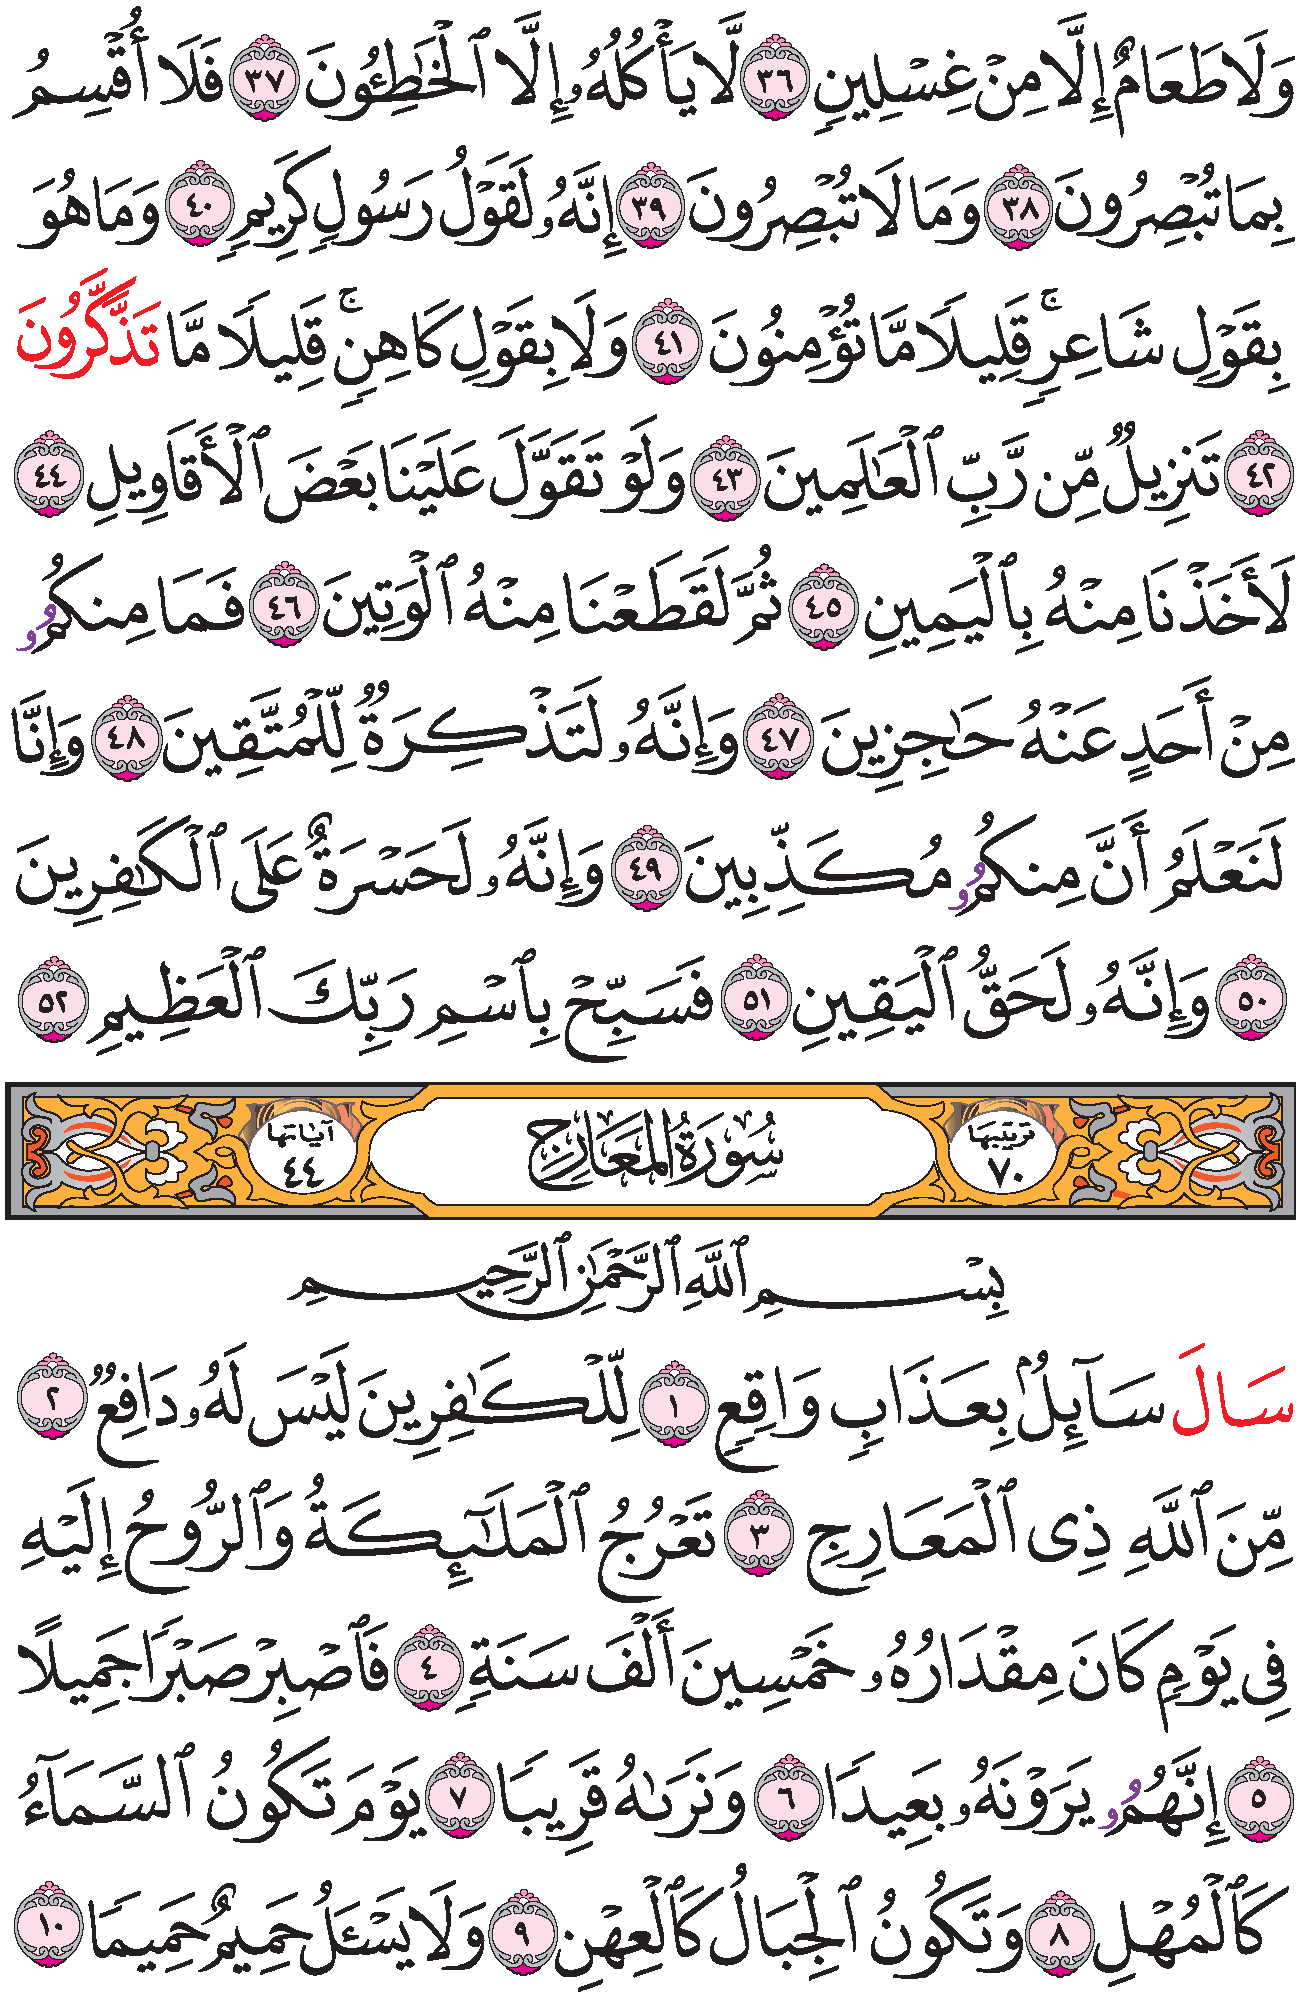 وَلَا طَعَامٌ إِلَّا مِنْ غِسْلِينٍ ٣٦ لَّا يَأْكُلُهُۥ إِلَّا ٱلْخَٰطِـُٔونَ ٣٧ فَلَا أُقْسِمُ
بِمَا تُبْصِرُونَ ٣٨ وَمَا لَا تُبْصِرُونَ ٣٩ إِنَّهُۥ لَقَوْلُ رَسُولٍ كَرِيمٍ ٤٠ وَمَا هُوَ
بِقَوْلِ شَاعِرٍ ۚ قَلِيلًا مَّا تُؤْمِنُونَ ٤١ وَلَا بِقَوْلِ كَاهِنٍ ۚ قَلِيلًا مَّا تَذَّكَّرُونَ
٤٢ تَنزِيلٌ مِّن رَّبِّ ٱلْعَٰلَمِينَ ٤٣ وَلَوْ تَقَوَّلَ عَلَيْنَا بَعْضَ ٱلْأَقَاوِيلِ ٤٤
لَأَخَذْنَا مِنْهُ بِٱلْيَمِينِ ٤٥ ثُمَّ لَقَطَعْنَا مِنْهُ ٱلْوَتِينَ ٤٦ فَمَا مِنكُمُۥ
مِنْ أَحَدٍ عَنْهُ حَٰجِزِينَ ٤٧ وَإِنَّهُۥ لَتَذْكِرَةٌ لِّلْمُتَّقِينَ ٤٨ وَإِنَّا
لَنَعْلَمُ أَنَّ مِنكُمُۥ مُكَذِّبِينَ ٤٩ وَإِنَّهُۥ لَحَسْرَةٌ عَلَى ٱلْكَٰفِرِينَ
٥٠ وَإِنَّهُۥ لَحَقُّ ٱلْيَقِينِ ٥١ فَسَبِّحْ بِٱسْمِ رَبِّكَ ٱلْعَظِيمِ ٥٢
ترتيبها ٧٠ سُورَةُ المَعَارِجِ آياتها ٤٤
بِسْمِ ٱللَّهِ ٱلرَّحْمَٰنِ ٱلرَّحِيمِ
سَالَ سَآئِلٌۢ بِعَذَابٍ وَاقِعٍ ١ لِّلْكَٰفِرِينَ لَيْسَ لَهُۥ دَافِعٌ ٢
مِّنَ ٱللَّهِ ذِى ٱلْمَعَارِجِ ٣ تَعْرُجُ ٱلْمَلَٰٓئِكَةُ وَٱلرُّوحُ إِلَيْهِ
فِى يَوْمٍ كَانَ مِقْدَارُهُۥ خَمْسِينَ أَلْفَ سَنَةٍ ٤ فَٱصْبِرْ صَبْرًا جَمِيلًا
٥ إِنَّهُمُۥ يَرَوْنَهُۥ بَعِيدًا ٦ وَنَرَىٰهُ قَرِيبًا ٧ يَوْمَ تَكُونُ ٱلسَّمَآءُ
كَٱلْمُهْلِ ٨ وَتَكُونُ ٱلْجِبَالُ كَٱلْعِهْنِ ٩ وَلَا يَسْـَٔلُ حَمِيمٌ حَمِيمًا ١٠